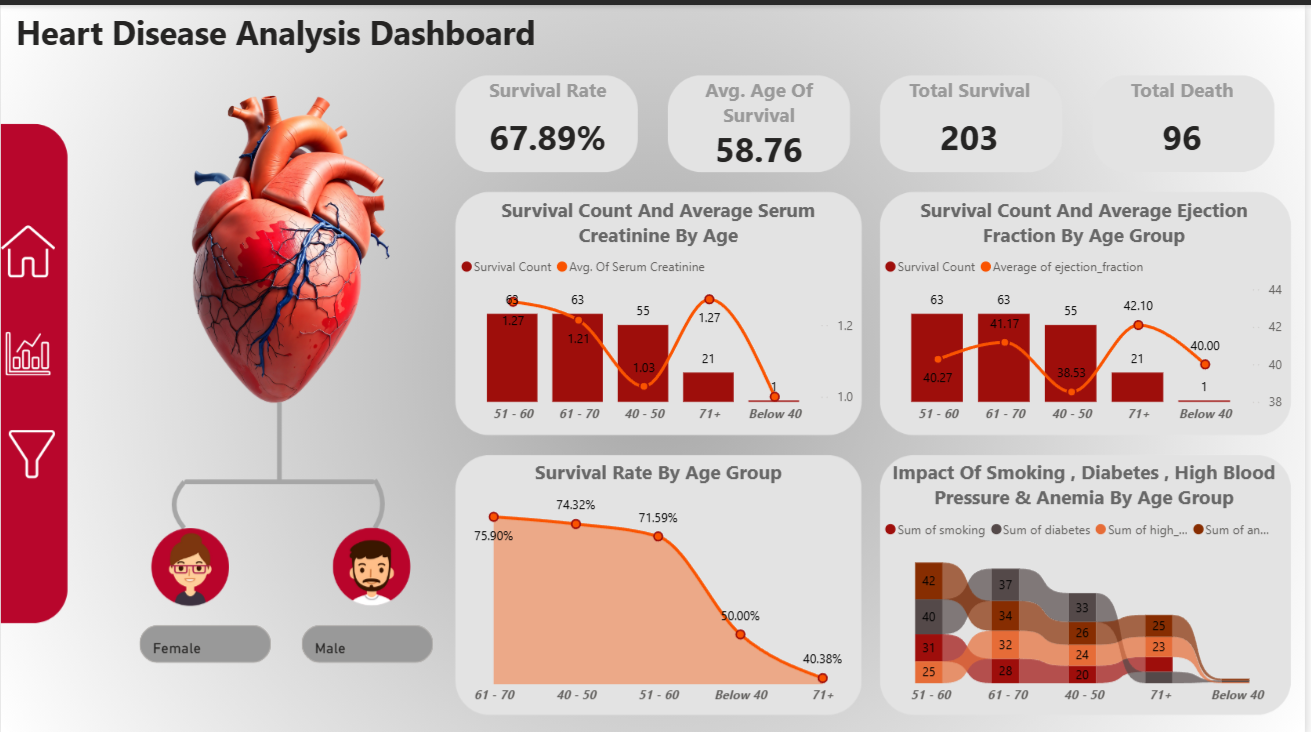 Heart Disease Analysis Dashboard
Survival Rate
67.89%
Avg. Age Of
Survival
58.76
Total Survival
203
Total Death
96
Survival Count And Average Serum
Creatinine By Age
Survival Count Avg. Of Serum Creatinine
63 63 55 21 1
1.27 1.21 1.03 1.27
1.2
1.0
51 - 60 61 - 70 40 - 50 71+ Below 40
Survival Count And Average Ejection
Fraction By Age Group
Survival Count Average of ejection_fraction
63 63 55 21 1
40.27 41.17 38.53 42.10 40.00
44
42
40
38
51 - 60 61 - 70 40 - 50 71+ Below 40
Survival Rate By Age Group
75.90% 74.32% 71.59% 50.00% 40.38%
61 - 70 40 - 50 51 - 60 Below 40 71+
Impact Of Smoking , Diabetes , High Blood
Pressure & Anemia By Age Group
Sum of smoking Sum of diabetes Sum of high_... Sum of an...
42 37 33 25
40 34 26 23
31 32 24
25 28 20
51 - 60 61 - 70 40 - 50 71+ Below 40
Female
Male